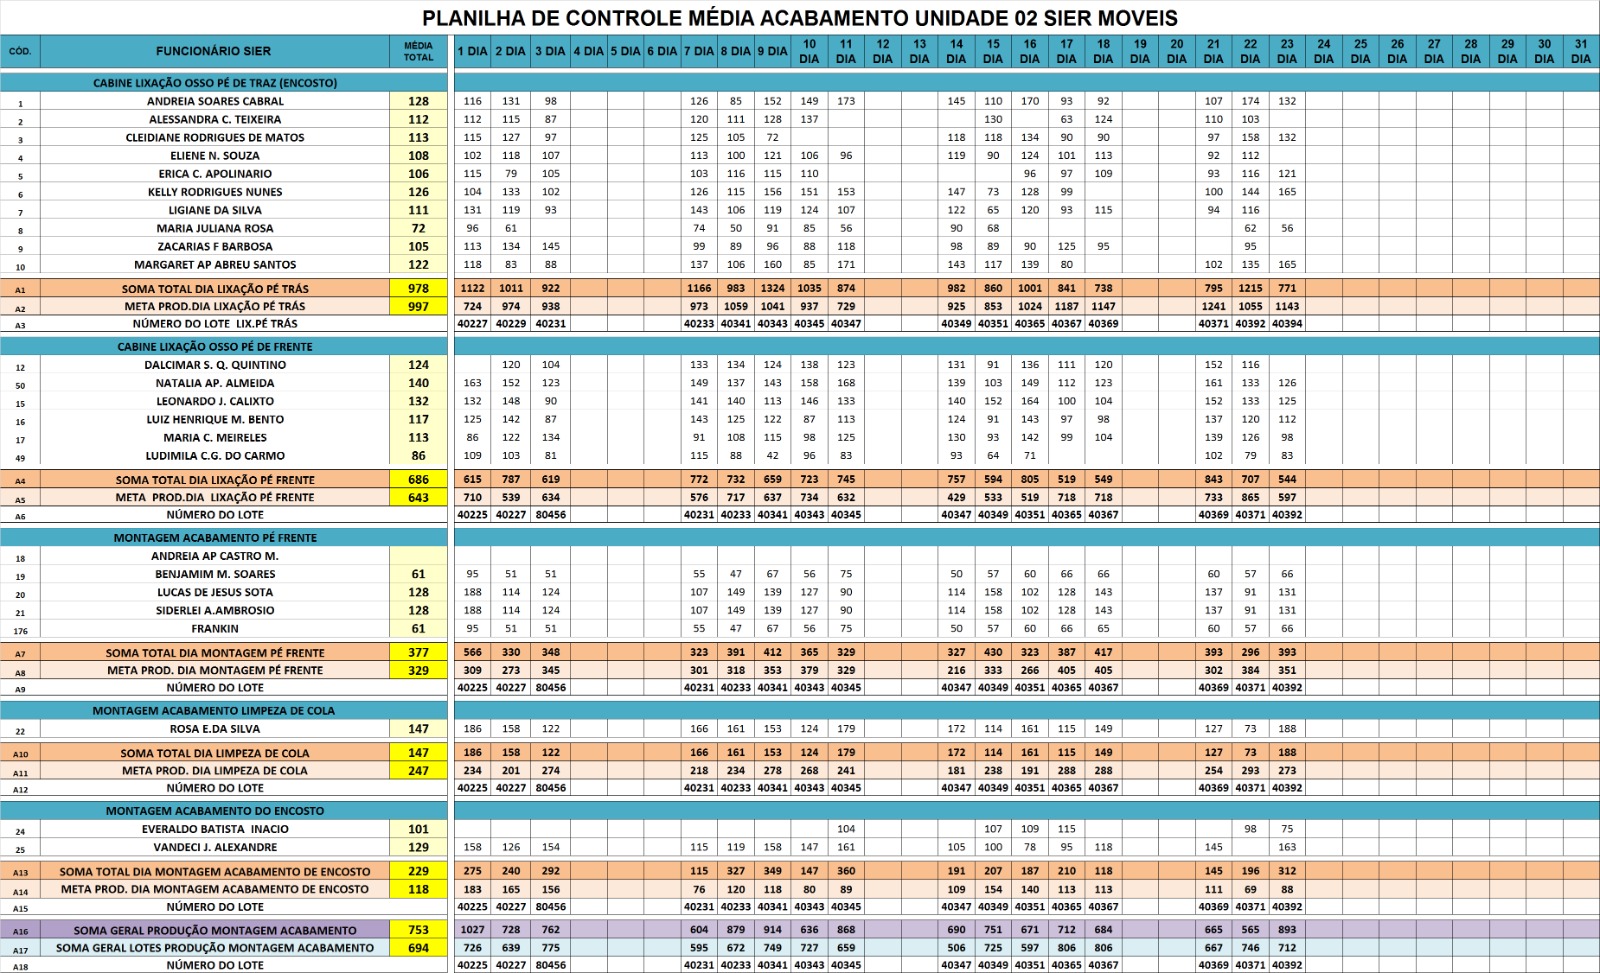 PLANILHA DE CONTROLE MÉDIA ACABAMENTO UNIDADE 02 SIER MOVEIS
CÓD. FUNCIONÁRIO SIER MÉDIA TOTAL 1 DIA 2 DIA 3 DIA 4 DIA 5 DIA 6 DIA 7 DIA 8 DIA 9 DIA 10 DIA 11 DIA 12 DIA 13 DIA 14 DIA 15 DIA 16 DIA 17 DIA 18 DIA 19 DIA 20 DIA 21 DIA 22 DIA 23 DIA 24 DIA 25 DIA 26 DIA 27 DIA 28 DIA 29 DIA 30 DIA 31 DIA
CABINE LIXAÇÃO OSSO PÉ DE TRAZ (ENCOSTO)
1 ANDREIA SOARES CABRAL 128 116 131 98 126 85 152 149 173 145 110 170 93 92 107 174 132
2 ALESSANDRA C. TEIXEIRA 112 112 115 87 120 111 128 137 130 63 124 110 103
3 CLEIDIANE RODRIGUES DE MATOS 113 115 127 97 125 105 72 118 118 134 90 90 97 158 132
4 ELIENE N. SOUZA 108 102 118 107 113 100 121 106 96 119 90 124 101 113 92 112
5 ERICA C. APOLINARIO 106 115 79 105 103 116 115 110 96 97 109 93 116 121
6 KELLY RODRIGUES NUNES 126 104 133 102 126 115 156 151 153 147 73 128 99 100 144 165
7 LIGIANE DA SILVA 111 131 119 93 143 106 119 124 107 122 65 120 93 115 94 116
8 MARIA JULIANA ROSA 72 96 61 74 50 91 85 56 90 68 62 56
9 ZACARIAS F BARBOSA 105 113 134 145 99 89 96 88 118 98 89 90 125 95 95
10 MARGARET AP ABREU SANTOS 122 118 83 88 137 106 160 85 171 143 117 139 80 102 135 165
A1 SOMA TOTAL DIA LIXAÇÃO PÉ TRÁS 978 1122 1011 922 1166 983 1324 1035 874 982 860 1001 841 738 795 1215 771
A2 META PROD.DIA LIXAÇÃO PÉ TRÁS 997 724 974 938 973 1059 1041 937 729 925 853 1024 1187 1147 1241 1055 1143
A3 NÚMERO DO LOTE LIX.PÉ TRÁS 40227 40229 40231 40233 40341 40343 40345 40347 40349 40351 40365 40367 40369 40371 40392 40394
CABINE LIXAÇÃO OSSO PÉ DE FRENTE
12 DALCIMAR S. Q. QUINTINO 124 120 104 133 134 124 138 123 131 91 136 111 120 152 116
50 NATALIA AP. ALMEIDA 140 163 152 123 149 137 143 158 168 139 103 149 112 123 161 133 126
15 LEONARDO J. CALIXTO 132 132 148 90 141 140 113 146 133 140 152 164 100 104 152 133 125
16 LUIZ HENRIQUE M. BENTO 117 125 142 87 143 125 122 87 113 124 91 143 97 98 137 120 112
17 MARIA C. MEIRELES 113 86 122 134 91 108 115 98 125 130 93 142 99 104 139 126 98
49 LUDIMILA C.G. DO CARMO 86 109 103 81 115 88 42 96 83 93 64 71 102 79 83
A4 SOMA TOTAL DIA LIXAÇÃO PÉ FRENTE 686 615 787 619 772 732 659 723 745 757 594 805 519 549 843 707 544
A5 META PROD.DIA LIXAÇÃO PÉ FRENTE 643 710 539 634 576 717 637 734 632 429 533 519 718 718 733 865 597
A6 NÚMERO DO LOTE 40225 40227 80456 40231 40233 40341 40343 40345 40347 40349 40351 40365 40367 40369 40371 40392
MONTAGEM ACABAMENTO PÉ FRENTE
18 ANDREIA AP CASTRO M.
19 BENJAMIM M. SOARES 61 95 51 51 55 47 67 56 75 50 57 60 66 66 60 57 66
20 LUCAS DE JESUS SOTA 128 188 114 124 107 149 139 127 90 114 158 102 128 143 137 91 131
21 SIDERLEI A.AMBROSIO 128 188 114 124 107 149 139 127 90 114 158 102 128 143 137 91 131
176 FRANKIN 61 95 51 51 55 47 67 56 75 50 57 60 66 65 60 57 66
A7 SOMA TOTAL DIA MONTAGEM PÉ FRENTE 377 566 330 348 323 391 412 365 329 327 430 323 387 417 393 296 393
A8 META PROD. DIA MONTAGEM PÉ FRENTE 329 309 273 345 301 318 353 379 329 216 333 266 405 405 302 384 351
A9 NÚMERO DO LOTE 40225 40227 80456 40231 40233 40341 40343 40345 40347 40349 40351 40365 40367 40369 40371 40392
MONTAGEM ACABAMENTO LIMPEZA DE COLA
22 ROSA E.DA SILVA 147 186 158 122 166 161 153 124 179 172 114 161 115 149 127 73 188
A10 SOMA TOTAL DIA LIMPEZA DE COLA 147 186 158 122 166 161 153 124 179 172 114 161 115 149 127 73 188
A11 META PROD. DIA LIMPEZA DE COLA 247 234 201 274 218 234 278 268 241 181 238 191 288 288 254 293 273
A12 NÚMERO DO LOTE 40225 40227 80456 40231 40233 40341 40343 40345 40347 40349 40351 40365 40367 40369 40371 40392
MONTAGEM ACABAMENTO DO ENCOSTO
24 EVERALDO BATISTA INACIO 101 104 107 109 115 98 75
25 VANDECI J. ALEXANDRE 129 158 126 154 115 119 158 147 161 105 100 78 95 118 145 163
A13 SOMA TOTAL DIA MONTAGEM ACABAMENTO DE ENCOSTO 229 275 240 292 115 327 349 147 360 191 207 187 210 118 145 196 312
A14 META PROD. DIA MONTAGEM ACABAMENTO DE ENCOSTO 118 183 165 156 76 120 118 80 89 109 154 140 113 113 111 69 88
A15 NÚMERO DO LOTE 40225 40227 80456 40231 40233 40341 40343 40345 40347 40349 40351 40365 40367 40369 40371 40392
A16 SOMA GERAL PRODUÇÃO MONTAGEM ACABAMENTO 753 1027 728 762 604 879 914 636 868 690 751 671 712 684 665 565 893
A17 SOMA GERAL LOTES PRODUÇÃO MONTAGEM ACABAMENTO 694 726 639 775 595 672 749 727 659 506 725 597 806 806 667 746 712
A18 NÚMERO DO LOTE 40225 40227 80456 40231 40233 40341 40343 40345 40347 40349 40351 40365 40367 40369 40371 40392